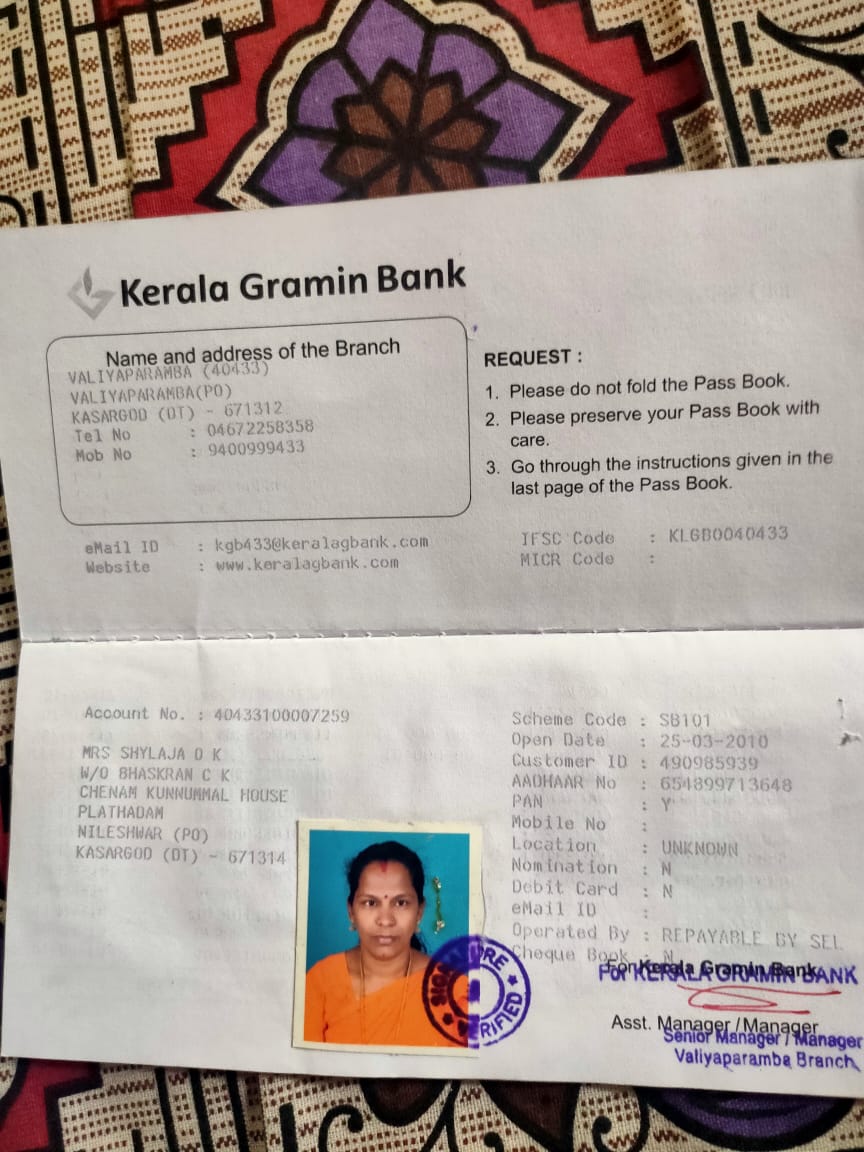 Kerala Gramin Bank
Name and address of the Branch
VALIYAPARAMBA (40433)
VALIYAPARAMBA(PO)
KASARGOD (DT) - 671312
Tel No : 04672258358
Mob No : 9400999433
REQUEST :
1. Please do not fold the Pass Book.
2. Please preserve your Pass Book with
care.
3. Go through the instructions given in the
last page of the Pass Book.
eMail ID : kgb433@keralagbank.com
Website : www.keralagbank.com
IFSC Code : KLGB0040433
MICR Code :
Account No. : 40433100007259
MRS SHYLAJA D K
W/O BHASKRAN C K
CHENAM KUNNUMMAL HOUSE
PLATHADAM
NILESHWAR (PO)
KASARGOD (DT) - 671314
Scheme Code : SB101
Open Date : 25-03-2010
Customer ID : 490985939
AADHAAR No : 654899713648
PAN : Y
Mobile No :
Location : UNKNOWN
Nomination : N
Debit Card : N
eMail ID :
Operated By : REPAYABLE BY SEL
Cheque Book : N
For Kerala Gramin Bank
For KERALA GRAMIN BANK
Asst. Manager / Manager
Senior Manager / Manager
Valiyaparamba Branch
VERIFIED